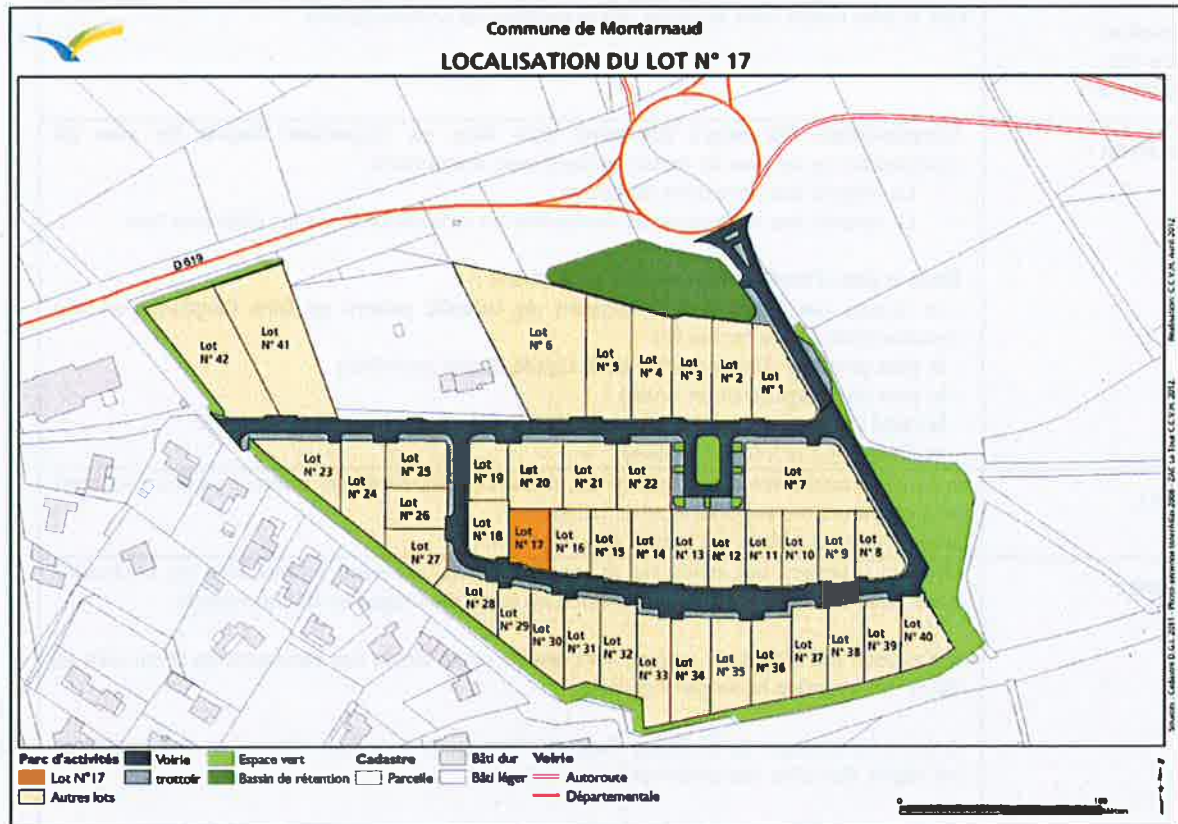 Commune de Montarnaud
LOCALISATION DU LOT N° 17
D 619
Lot N° 42
Lot N° 41
Lot N° 6
Lot N° 5
Lot N° 4
Lot N° 3
Lot N° 2
Lot N° 1
Lot N° 23
Lot N° 24
Lot N° 25
Lot N° 26
Lot N° 27
Lot N° 19
Lot N° 20
Lot N° 21
Lot N° 22
Lot N° 7
Lot N° 18
Lot N° 17
Lot N° 16
Lot N° 15
Lot N° 14
Lot N° 13
Lot N° 12
Lot N° 11
Lot N° 10
Lot N° 9
Lot N° 8
Lot N° 28
Lot N° 29
Lot N° 30
Lot N° 31
Lot N° 32
Lot N° 33
Lot N° 34
Lot N° 35
Lot N° 36
Lot N° 37
Lot N° 38
Lot N° 39
Lot N° 40
Parc d'activités
Lot N°17
Autres lots
Voirie
trottoir
Espace vert
Bassin de rétention
Cadastre
Parcelle
Bâti dur
Bâti léger
Voirie
Autoroute
Départementale
0 100
Réalisation: C.C.V.H. Avril 2012